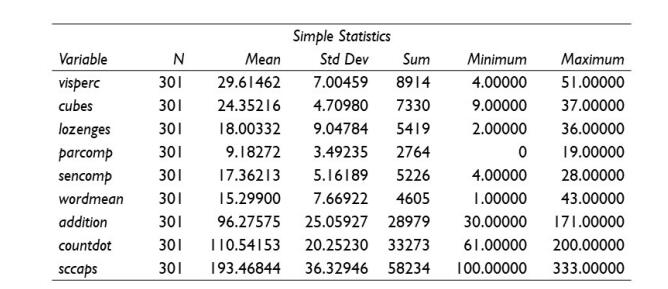 Simple Statistics
Variable N Mean Std Dev Sum Minimum Maximum
visperc 301 29.61462 7.00459 8914 4.00000 51.00000
cubes 301 24.35216 4.70980 7330 9.00000 37.00000
lozenges 301 18.00332 9.04784 5419 2.00000 36.00000
parcomp 301 9.18272 3.49235 2764 0 19.00000
sencomp 301 17.36213 5.16189 5226 4.00000 28.00000
wordmean 301 15.29900 7.66922 4605 1.00000 43.00000
addition 301 96.27575 25.05927 28979 30.00000 171.00000
countdot 301 110.54153 20.25230 33273 61.00000 200.00000
sccaps 301 193.46844 36.32946 58234 100.00000 333.00000